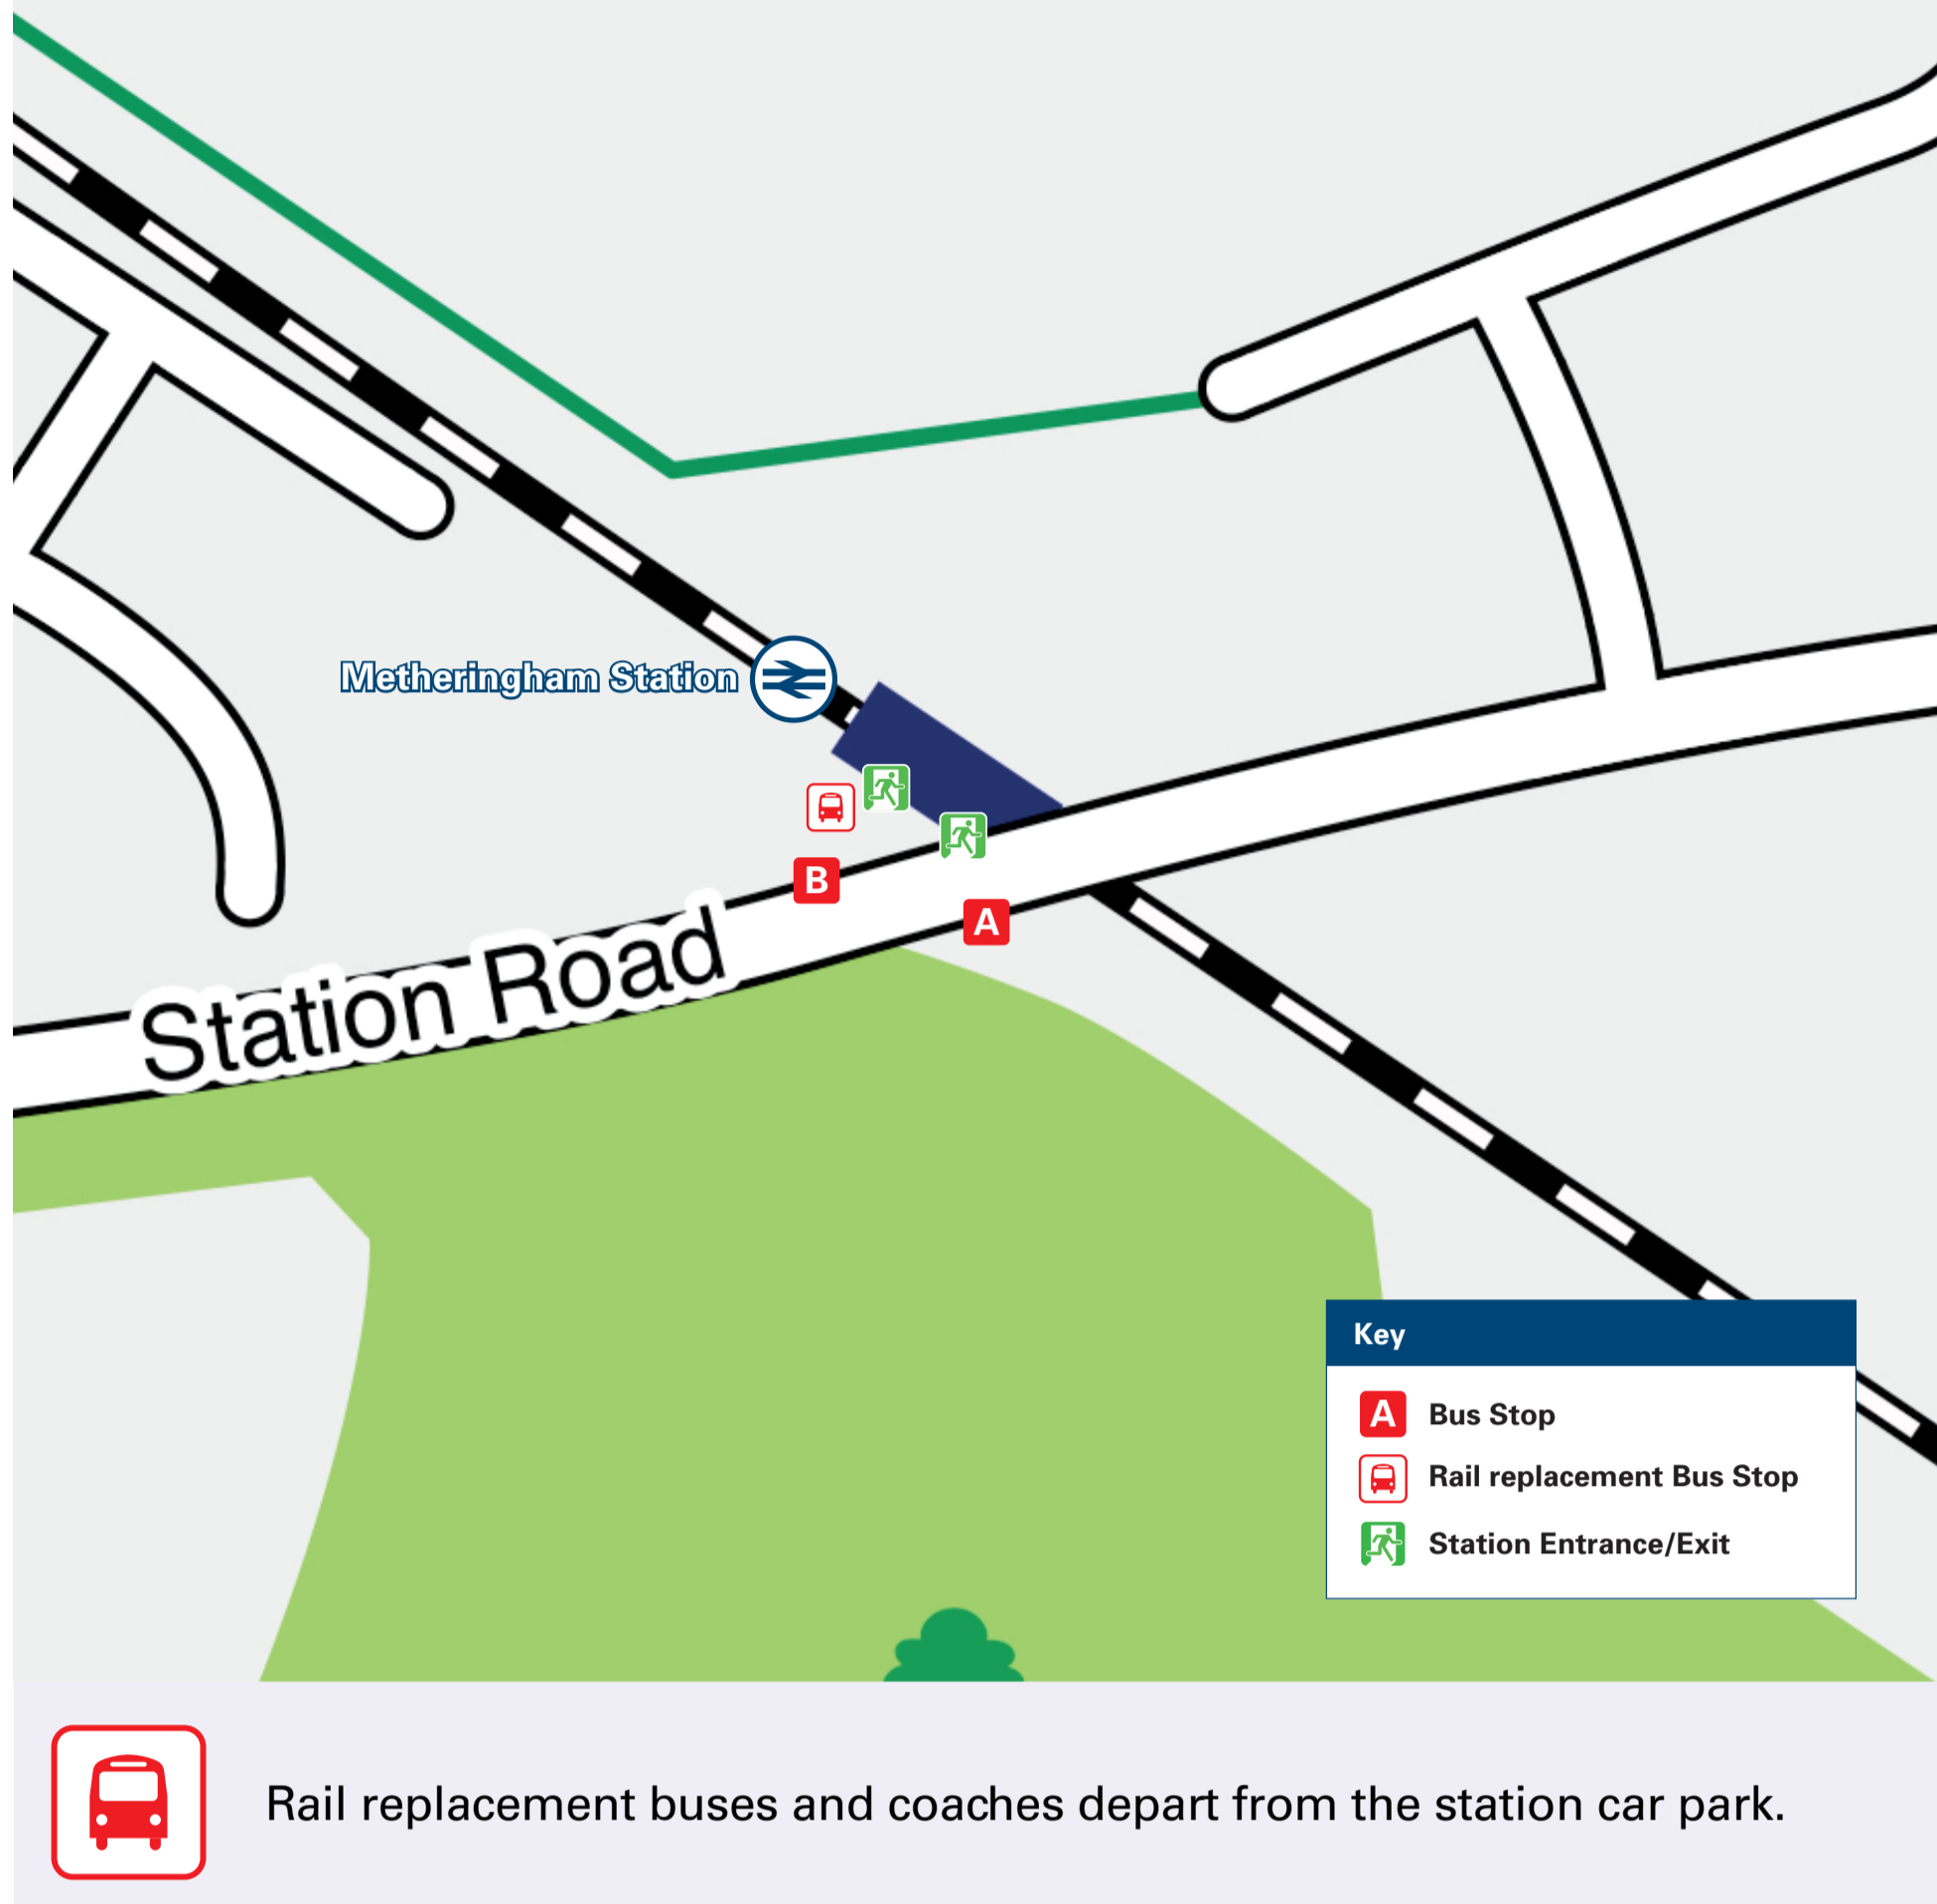 Metheringham Station
B
A
Station Road
Key
A Bus Stop
Rail replacement Bus Stop
Station Entrance/Exit
Rail replacement buses and coaches depart from the station car park.